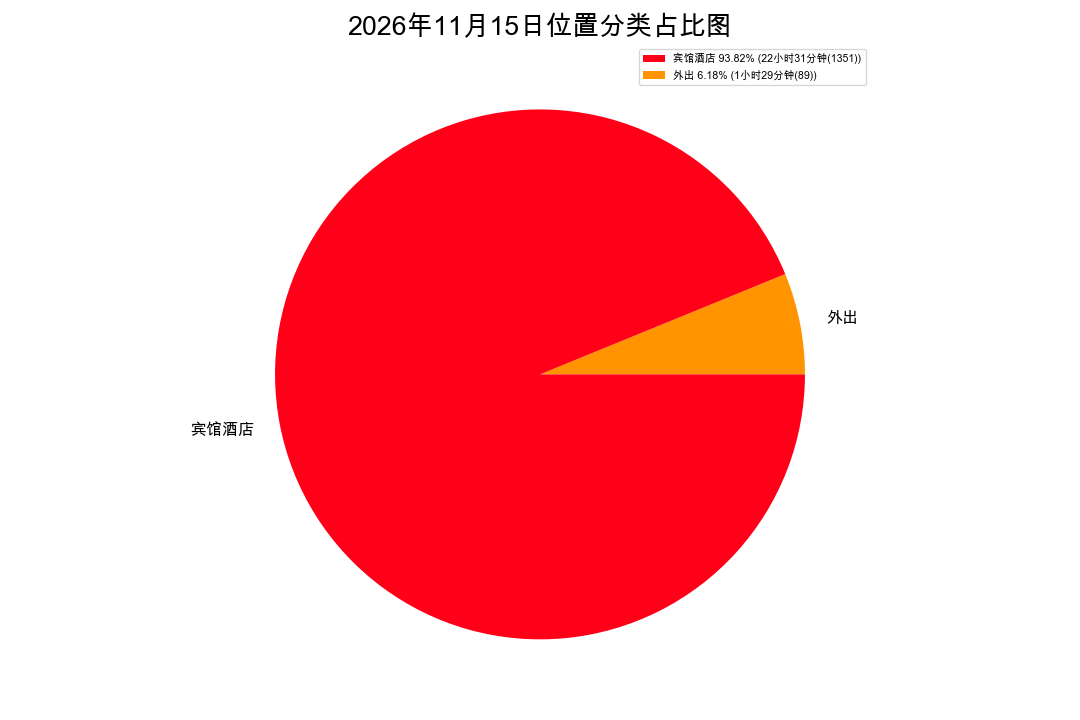 2026年11月15日位置分类占比图
宾馆酒店 93.82% (22小时31分钟(1351))
外出 6.18% (1小时29分钟(89))
外出
宾馆酒店